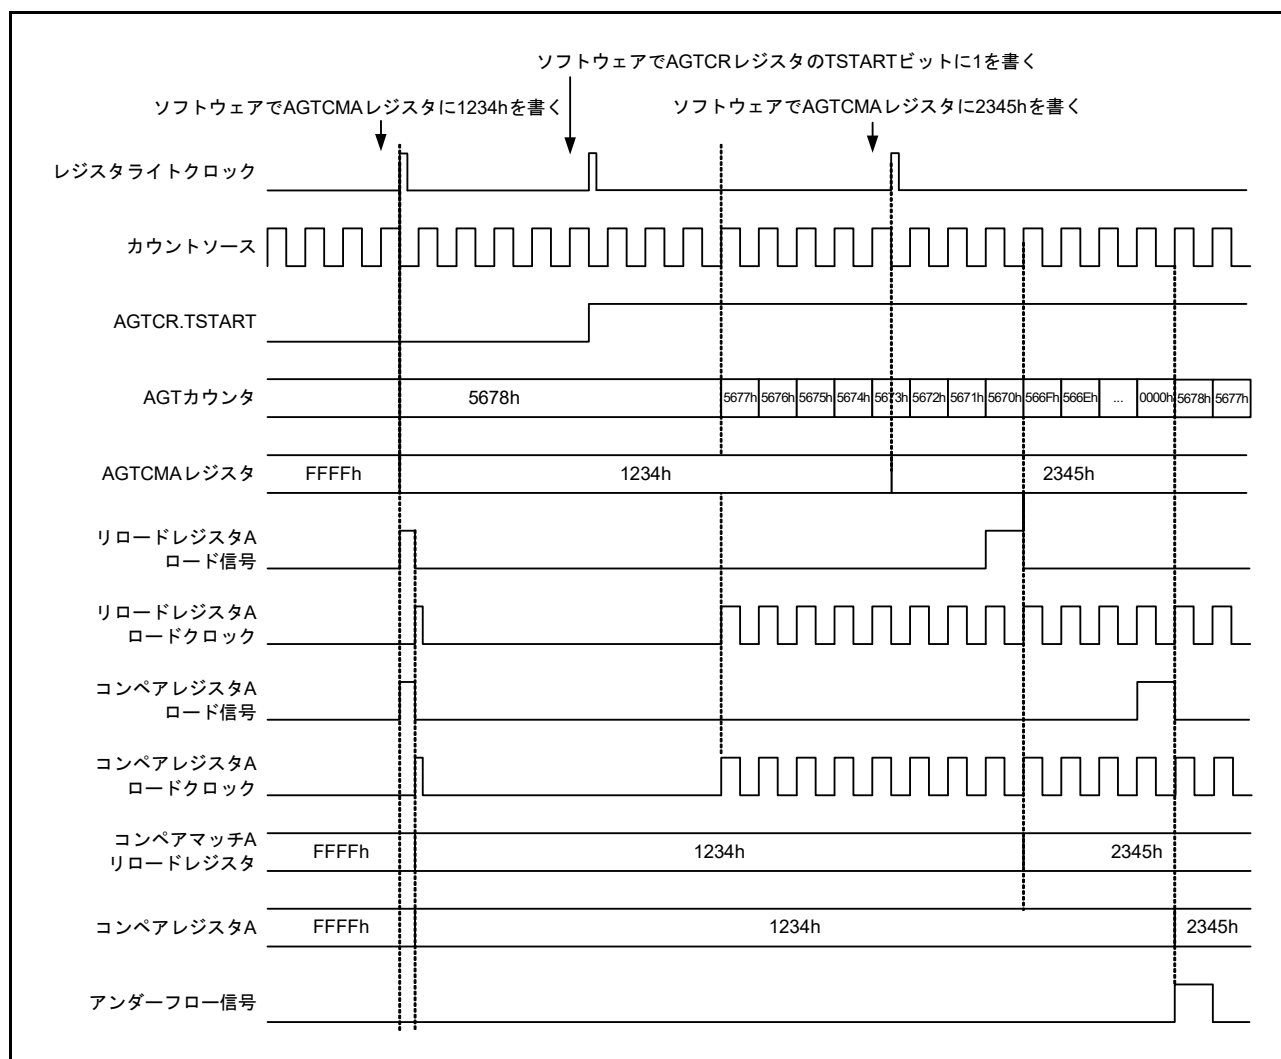 ソフトウェアでAGTCRレジスタのTSTARTビットに1を書く
ソフトウェアでAGTCMAレジスタに1234hを書く
ソフトウェアでAGTCMAレジスタに2345hを書く
レジスタライトクロック
カウントソース
AGTCR.TSTART
AGTカウンタ
5678h
5677h 5676h 5675h 5674h 5673h 5672h 5671h 5670h 566Fh 566Eh ... 0000h 5678h 5677h
AGTCMAレジスタ
FFFFh
1234h
2345h
リロードレジスタA
ロード信号
リロードレジスタA
ロードクロック
コンペアレジスタA
ロード信号
コンペアレジスタA
ロードクロック
コンペアマッチA
リロードレジスタ
FFFFh
1234h
2345h
コンペアレジスタA
FFFFh
1234h
2345h
アンダーフロー信号